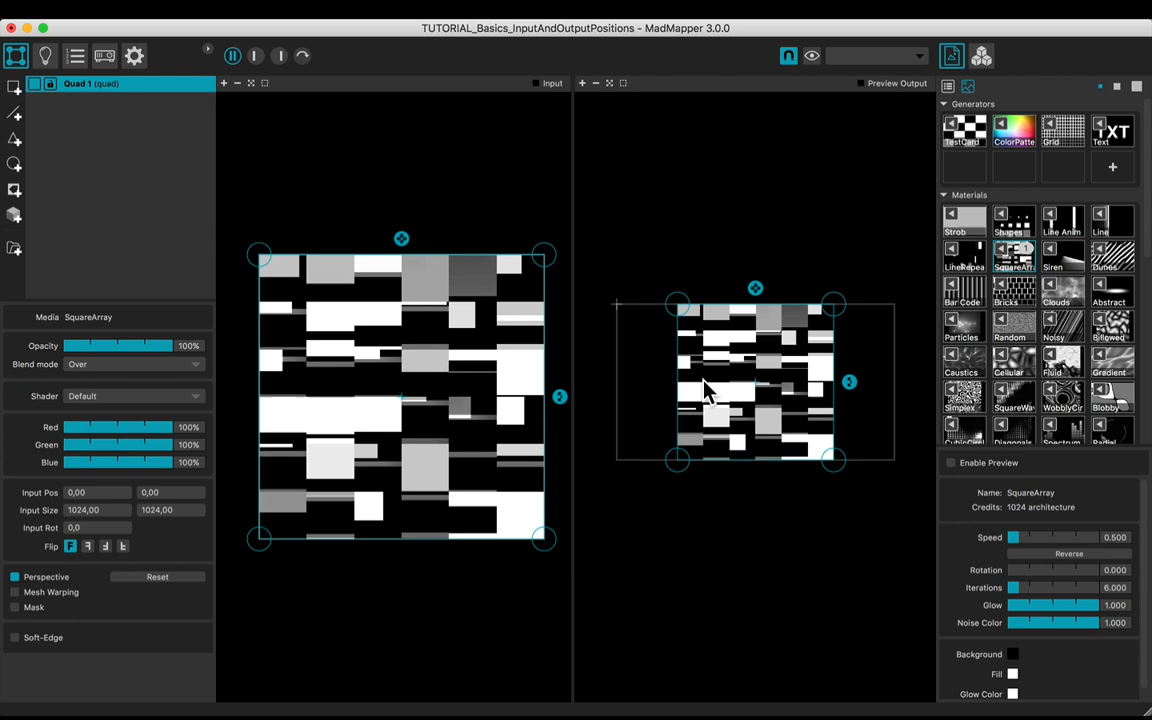 TUTORIAL_Basics_InputAndOutputPositions - MadMapper 3.0.0
Quad 1 (quad)
Input
Preview Output
Generators
TestCard
ColorPatte
Grid
TXT
Text
Materials
Strob
Shapes
Line Anim
Line
LineRepea
1
SquareArr
Siren
Dunes
Bar Code
Bricks
Clouds
Abstract
Particles
Random
Noisy
Billowed
Caustics
Cellular
Fluid
Gradient
Simplex
SquareWa
WobblyCir
Blobby
CubicCircl
Diagonals
Spectrum
Radial
Media SquareArray
Opacity 100%
Blend mode Over
Shader Default
Red 100%
Green 100%
Blue 100%
Input Pos 0,00 0,00
Input Size 1024,00 1024,00
Input Rot 0,0
Flip F
Perspective Reset
Mesh Warping
Mask
Soft-Edge
Enable Preview
Name: SquareArray
Credits: 1024 architecture
Speed 0.500
Reverse
Rotation 0.000
Iterations 6.000
Glow 1.000
Noise Color 1.000
Background
Fill
Glow Color